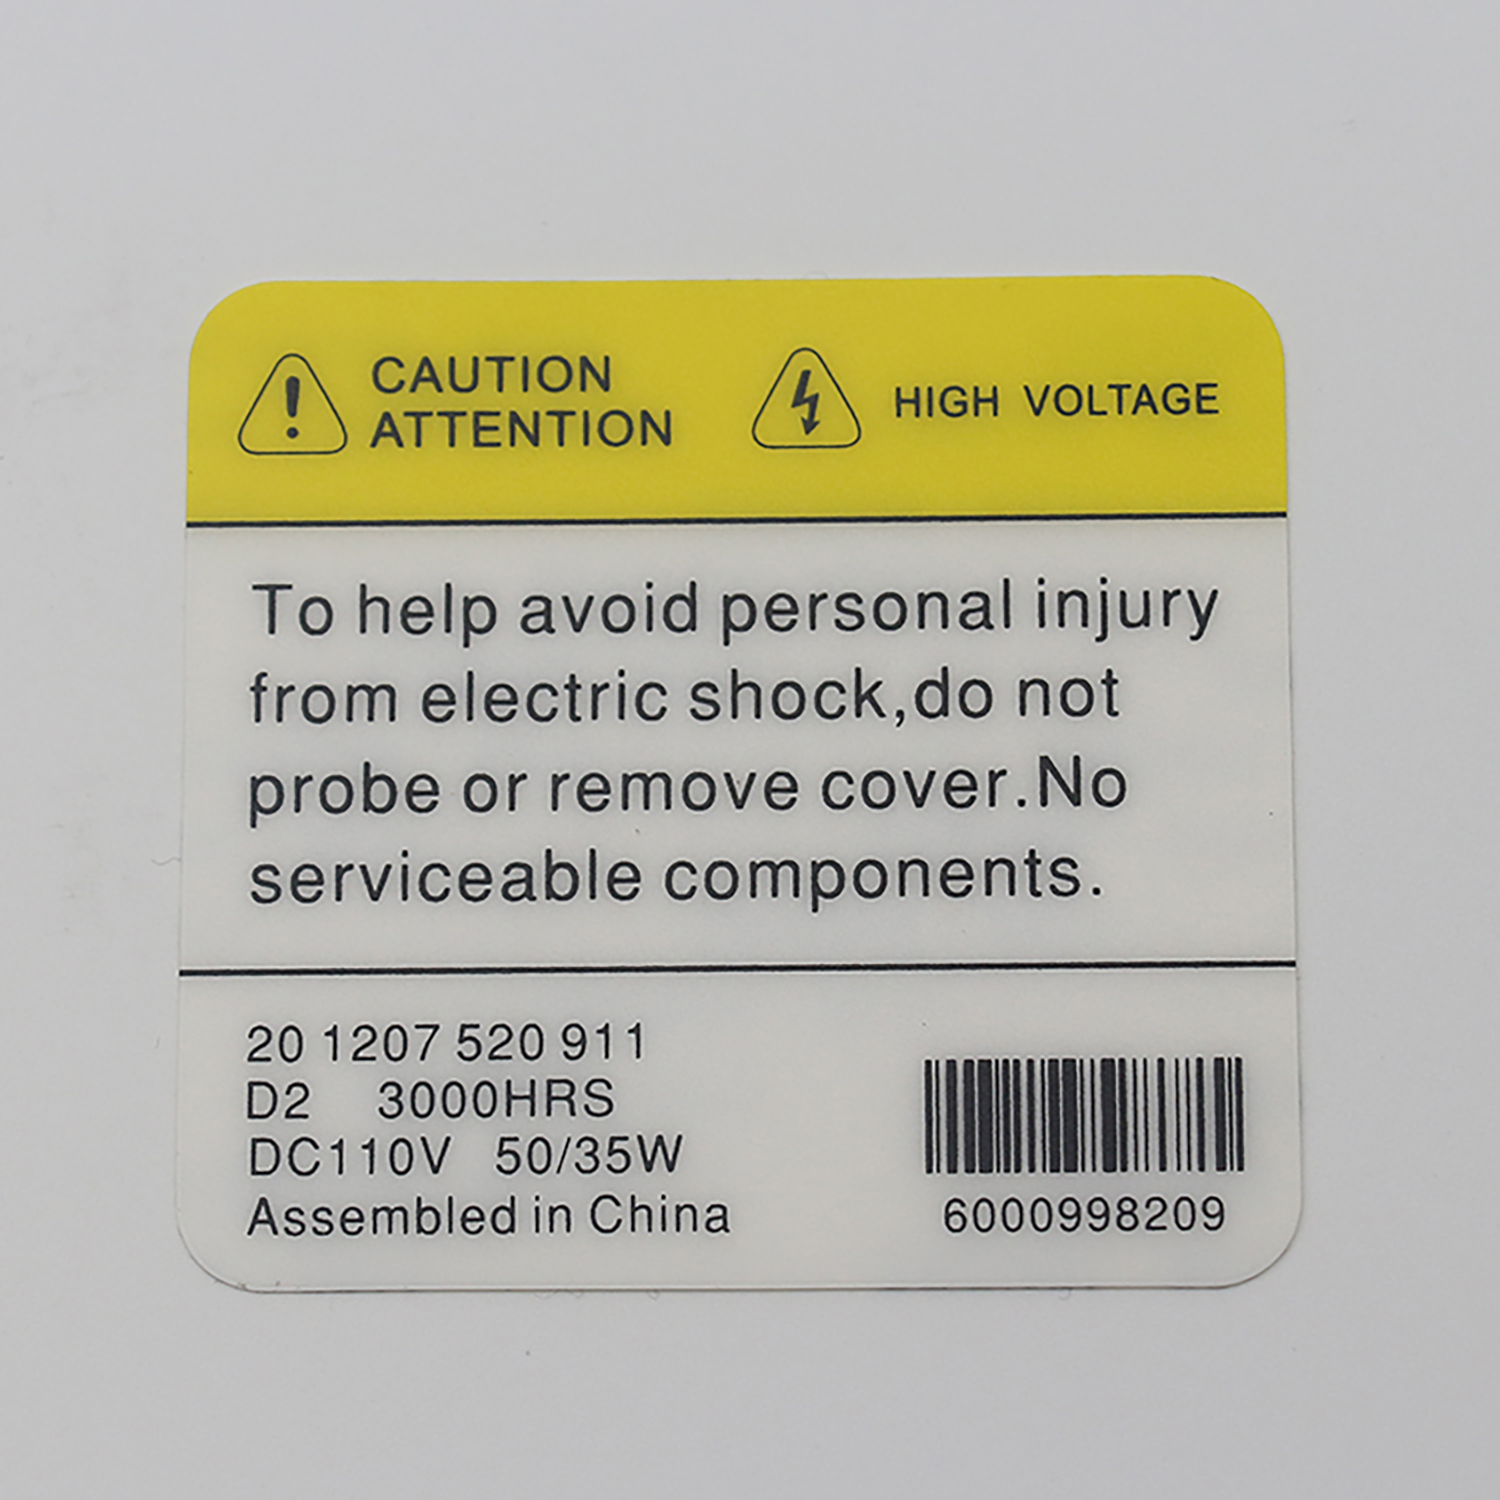 CAUTION
ATTENTION
HIGH VOLTAGE
To help avoid personal injury
from electric shock,do not
probe or remove cover.No
serviceable components.
20 1207 520 911
D2 3000HRS
DC110V 50/35W
Assembled in China
6000998209